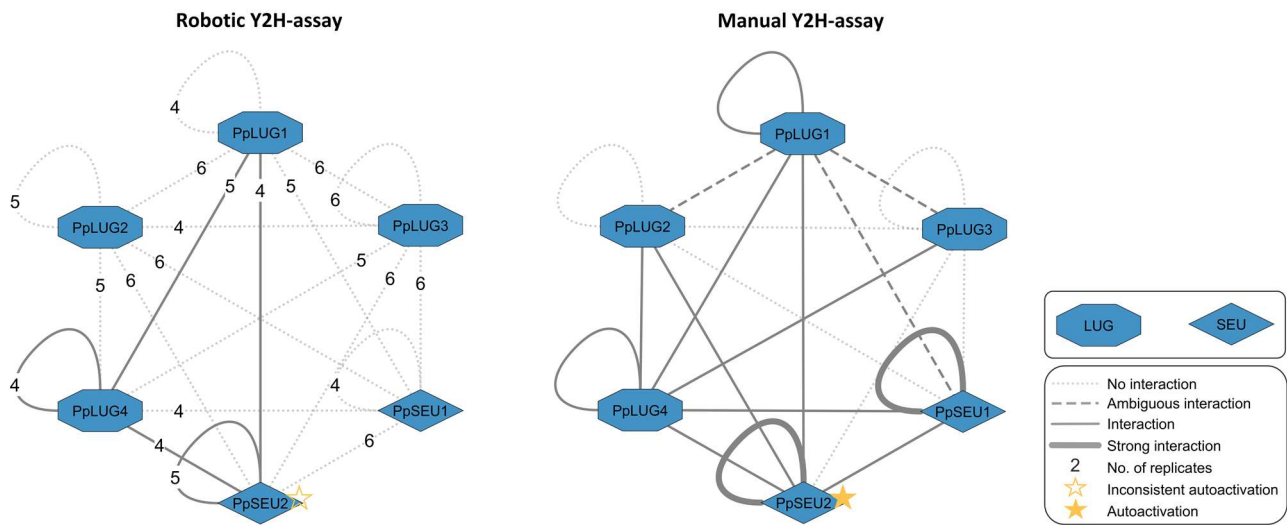 Robotic Y2H-assay
Manual Y2H-assay
4
PpLUG1
6
6
5
4
5
5
6
PpLUG2
4
PpLUG3
5
6
6
5
6
6
4
4
PpLUG4
4
PpSEU1
4
6
5
PpSEU2
PpLUG1
PpLUG2
PpLUG3
PpLUG4
PpSEU1
PpSEU2
LUG
SEU
No interaction
Ambiguous interaction
Interaction
Strong interaction
2 No. of replicates
Inconsistent autoactivation
Autoactivation